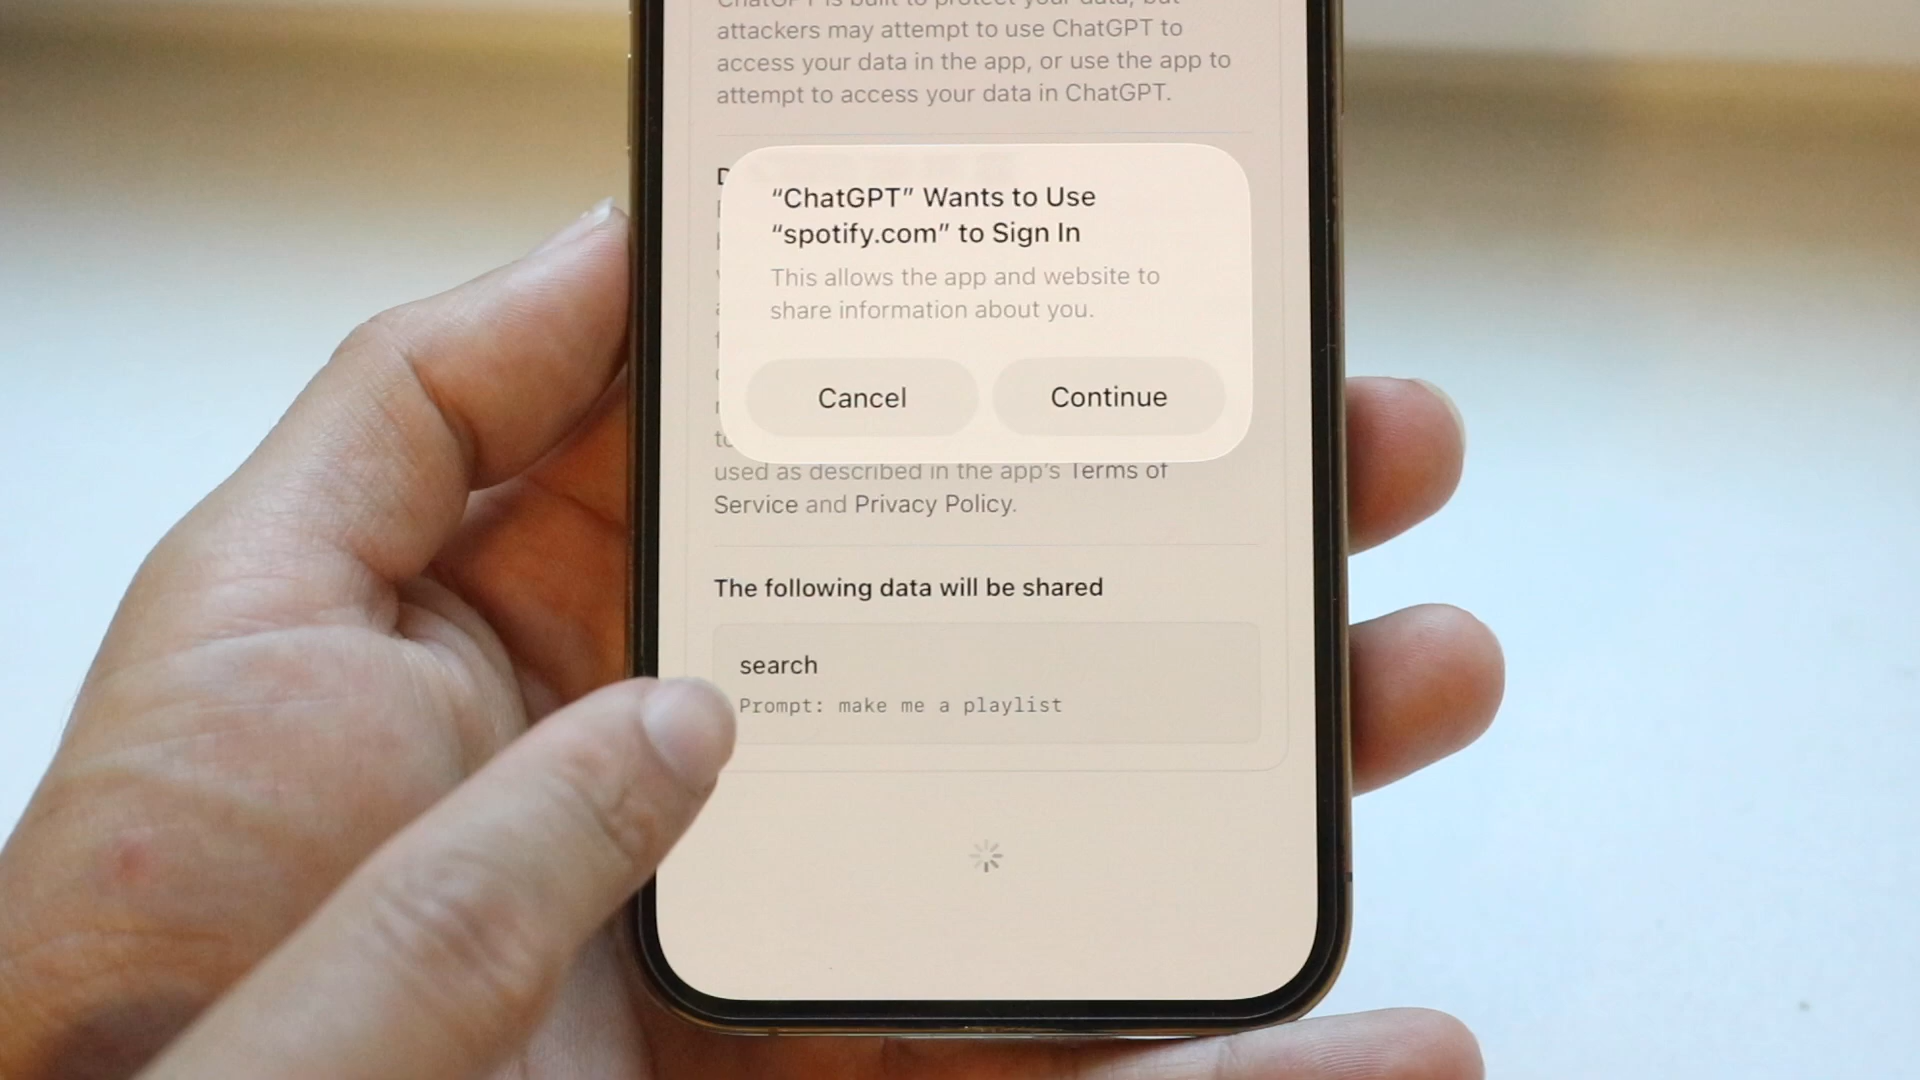 ChatGPT is built to protect your data, but
attackers may attempt to use ChatGPT to
access your data in the app, or use the app to
attempt to access your data in ChatGPT.
“ChatGPT” Wants to Use
“spotify.com” to Sign In
This allows the app and website to
share information about you.
Cancel
Continue
used as described in the app's Terms of
Service and Privacy Policy.
The following data will be shared
search
Prompt: make me a playlist